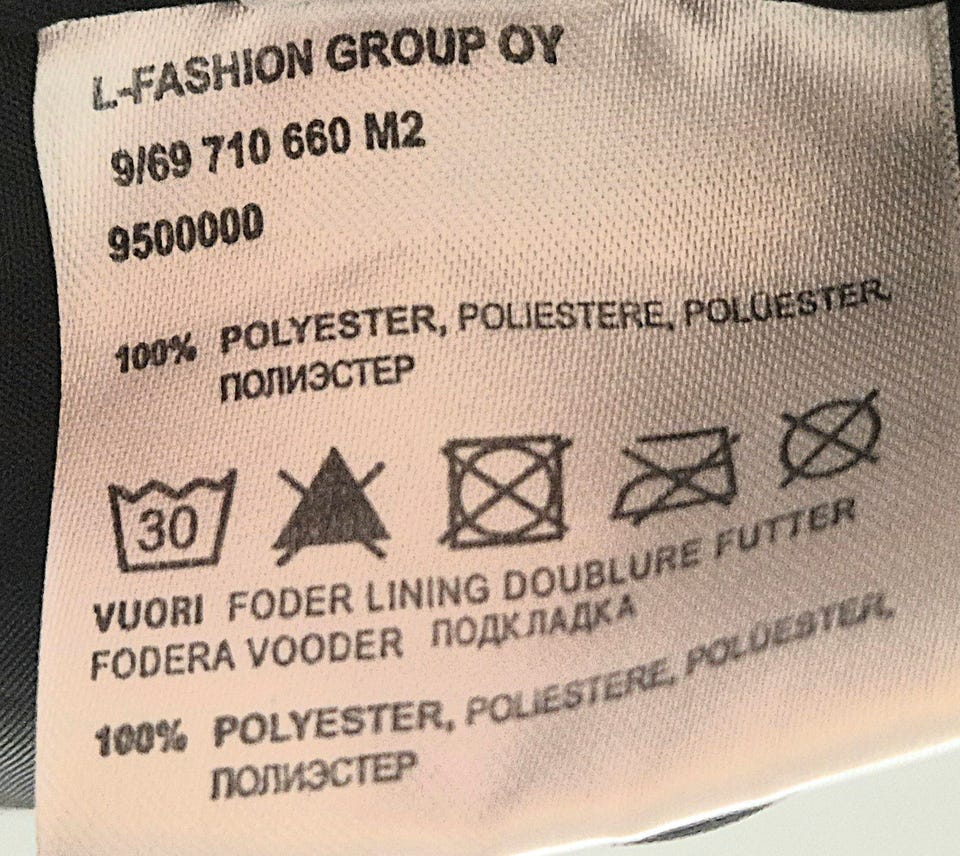 L-FASHION GROUP OY
9/69 710 660 M2
9500000
100% POLYESTER, POLIESTERE, POLÜESTER,
ПОЛИЭСТЕР
30
VUORI FODER LINING DOUBLURE FUTTER
FODERA VOODER ПОДКЛАДКА
100% POLYESTER, POLIESTERE, POLÜESTER,
ПОЛИЭСТЕР